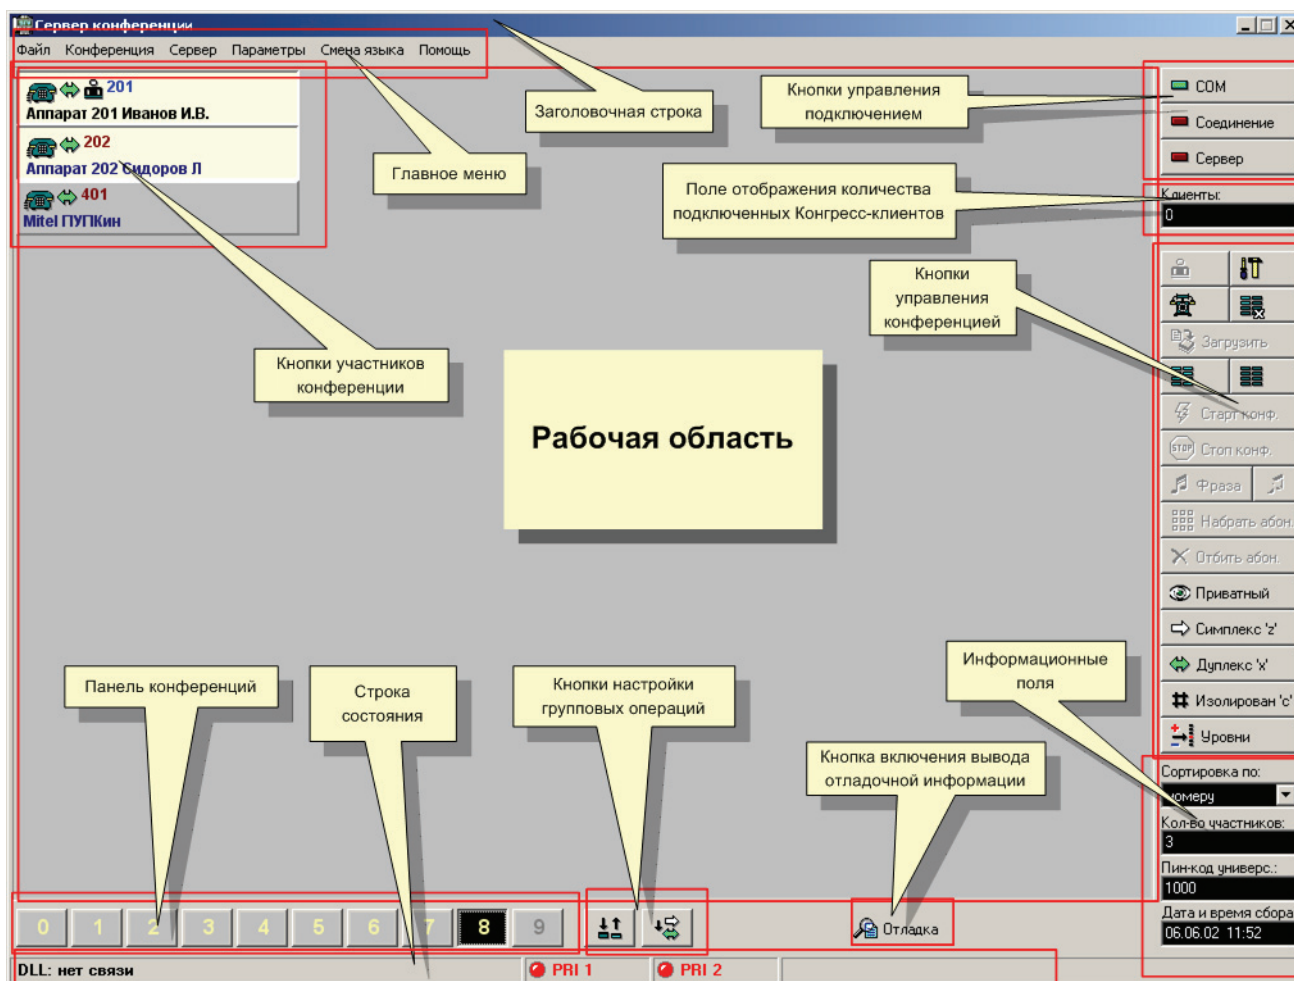 Сервер конференции
Файл Конференция Сервер Параметры Смена языка Помощь
201
Аппарат 201 Иванов И.В.
202
Аппарат 202 Сидоров Л
401
Mitel ПУПКин
Заголовочная строка
Главное меню
Кнопки управления
подключением
Поле отображения количества
подключенных Конгресс-клиентов
Кнопки
управления
конференцией
Кнопки участников
конференции
Рабочая область
COM
Соединение
Сервер
Клиенты:
0
Загрузить
Старт конф.
STOP Стоп конф.
Фраза
Набрать абон.
Отбить абон.
Приватный
Симплекс 'z'
Дуплекс 'x'
Изолирован 'c'
Уровни
Панель конференций
Строка
состояния
Кнопки настройки
групповых операций
Информационные
поля
Кнопка включения вывода
отладочной информации
Сортировка по:
номеру
Кол-во участников:
3
Пин-код универс.:
1000
Дата и время сбора
06.06.02 11:52
0 1 2 3 4 5 6 7 8 9
Отладка
DLL: нет связи PRI 1 PRI 2